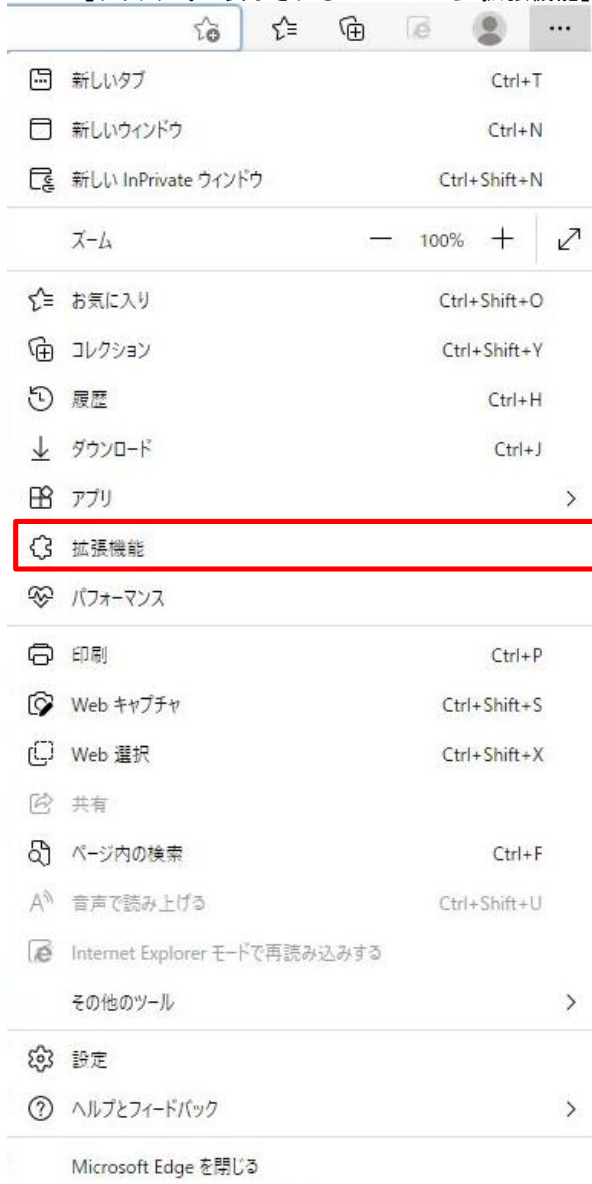 新しいタブ Ctrl+T
新しいウィンドウ Ctrl+N
新しい InPrivate ウィンドウ Ctrl+Shift+N
ズーム — 100% +
お気に入り Ctrl+Shift+O
コレクション Ctrl+Shift+Y
履歴 Ctrl+H
ダウンロード Ctrl+J
アプリ
拡張機能
パフォーマンス
印刷 Ctrl+P
Web キャプチャ Ctrl+Shift+S
Web 選択 Ctrl+Shift+X
共有
ページ内の検索 Ctrl+F
音声で読み上げる Ctrl+Shift+U
Internet Explorer モードで再読み込みする
その他のツール
設定
ヘルプとフィードバック
Microsoft Edge を閉じる